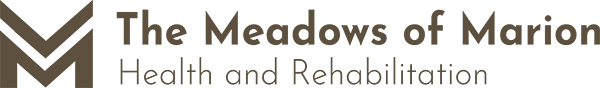 The Meadows of Marion
Health and Rehabilitation